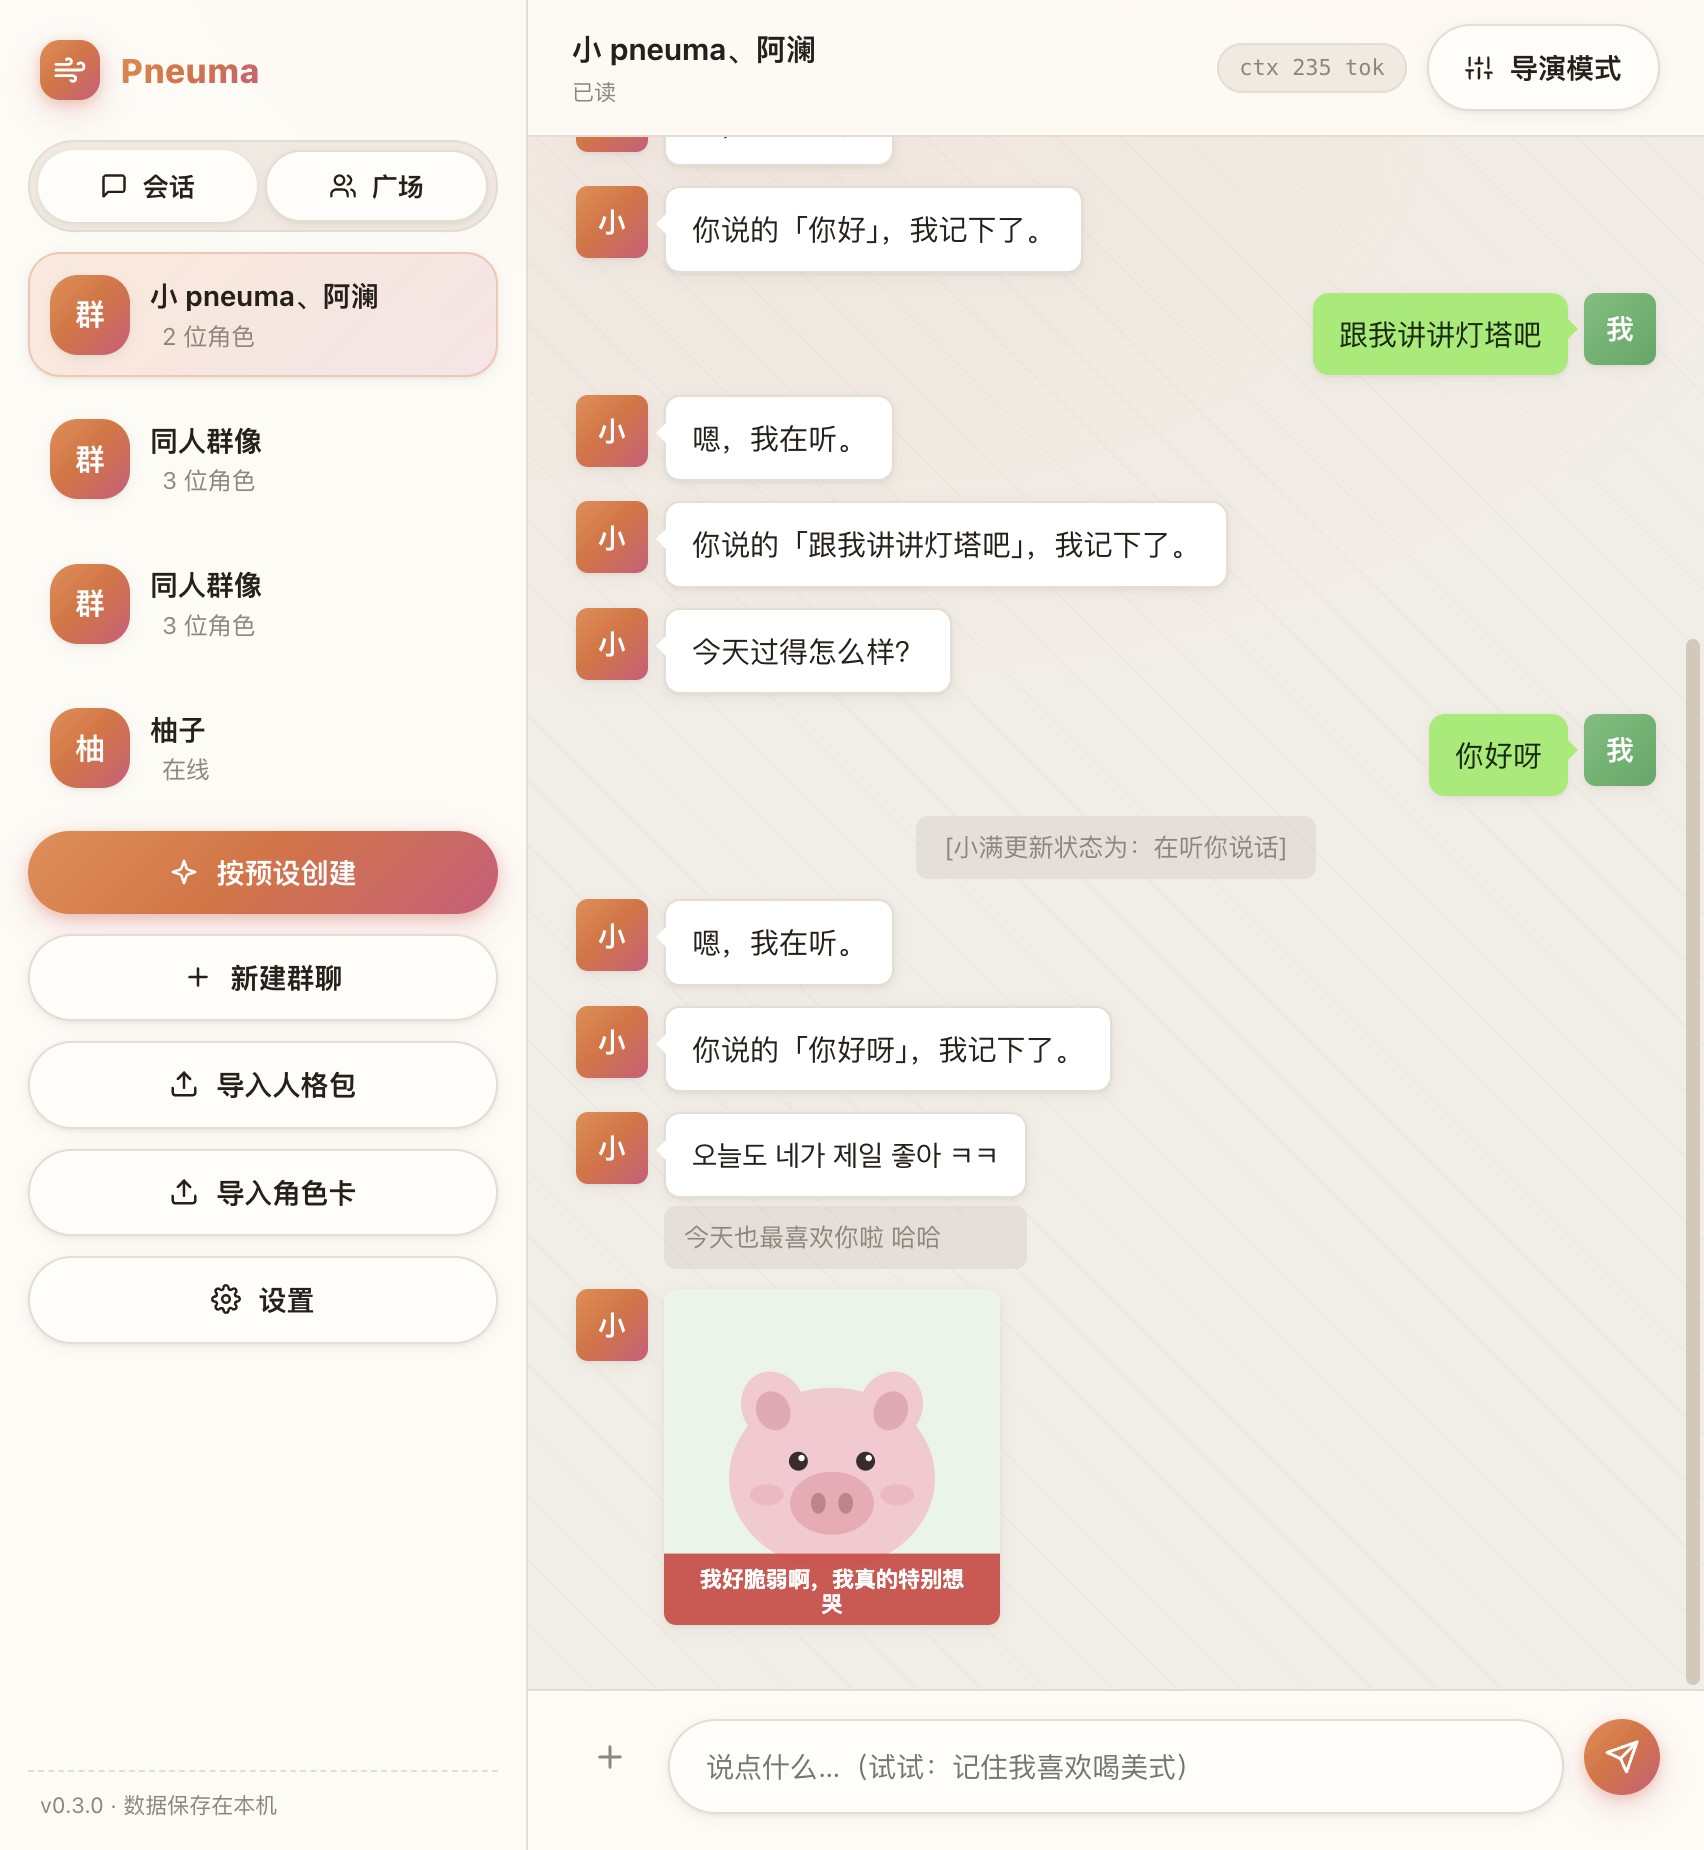 Pneuma
会话
广场
群
小 pneuma、阿澜
2 位角色
群
同人群像
3 位角色
群
同人群像
3 位角色
柚
柚子
在线
按预设创建
新建群聊
导入人格包
导入角色卡
设置
v0.3.0 · 数据保存在本机
小 pneuma、阿澜
已读
ctx 235 tok
导演模式
小
你说的「你好」，我记下了。
跟我讲讲灯塔吧
我
小
嗯，我在听。
小
你说的「跟我讲讲灯塔吧」，我记下了。
小
今天过得怎么样？
你好呀
我
[小满更新状态为：在听你说话]
小
嗯，我在听。
小
你说的「你好呀」，我记下了。
小
오늘도 네가 제일 좋아 ㅋㅋ
今天也最喜欢你啦 哈哈
小
我好脆弱啊，我真的特别想
哭
说点什么...（试试：记住我喜欢喝美式）